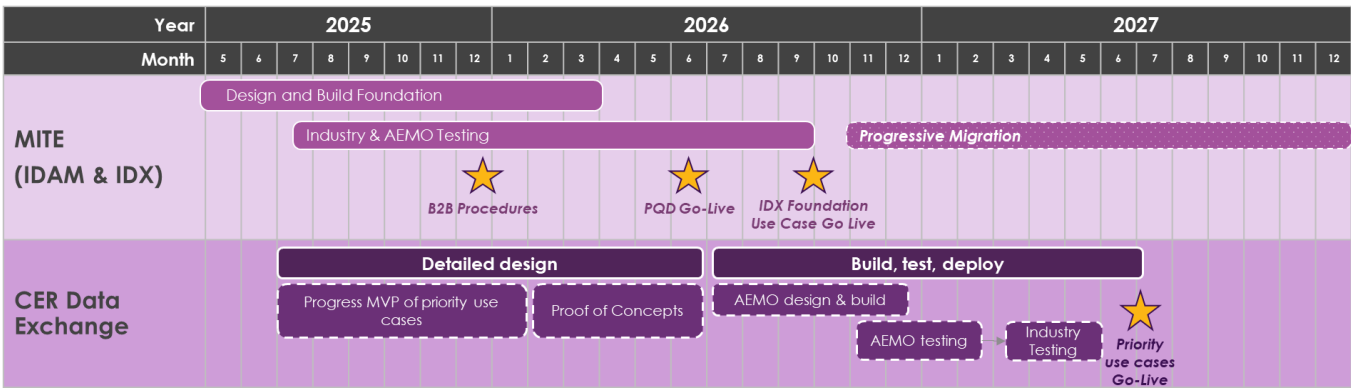 Year 2025 2026 2027
Month 5 6 7 8 9 10 11 12 1 2 3 4 5 6 7 8 9 10 11 12 1 2 3 4 5 6 7 8 9 10 11 12
MITE
(IDAM & IDX)
Design and Build Foundation
Industry & AEMO Testing
Progressive Migration
B2B Procedures
PQD Go-Live
IDX Foundation
Use Case Go Live
CER Data
Exchange
Detailed design
Build, test, deploy
Progress MVP of priority use
cases
Proof of Concepts
AEMO design & build
AEMO testing
Industry
Testing
Priority
use cases
Go-Live